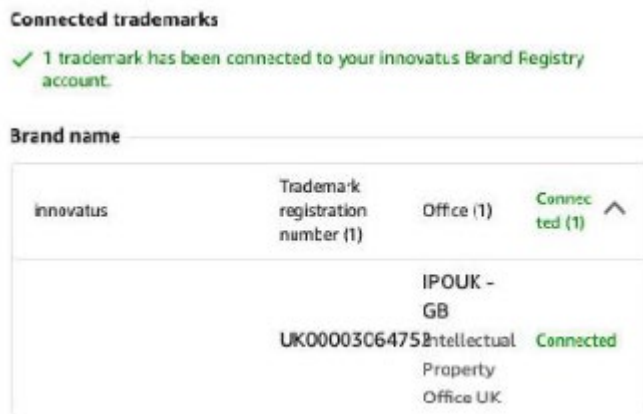 Connected trademarks
✓ 1 trademark has been connected to your innovatus Brand Registry
account.
Brand name
innovatus
Trademark
registration
number (1)
Office (1)
Connec
ted (1)
IPOUK -
GB
UK00003064752
Intellectual
Property
Office UK
Connected